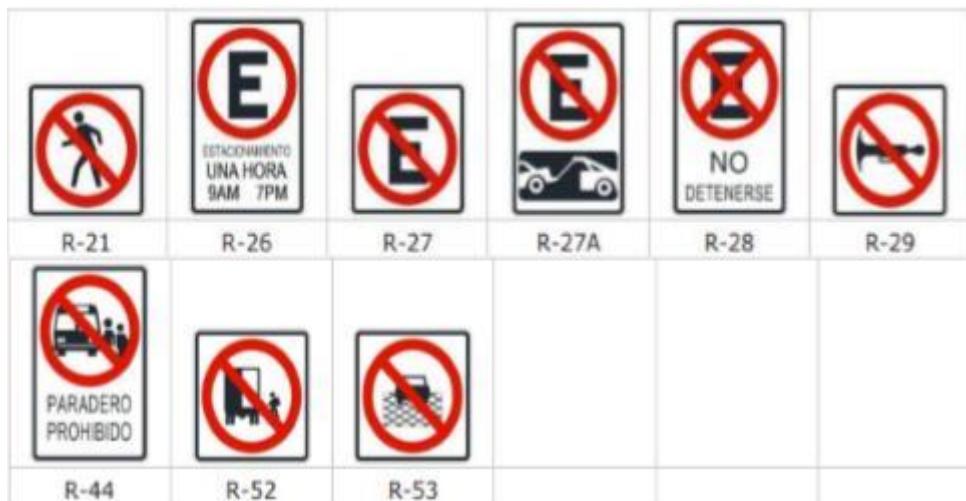 E
ESTACIONAMIENTO
UNA HORA
9AM 7PM
E
E
E
NO
DETENERSE
R-21 R-26 R-27 R-27A R-28 R-29
PARADERO
PROHIBIDO
R-44 R-52 R-53